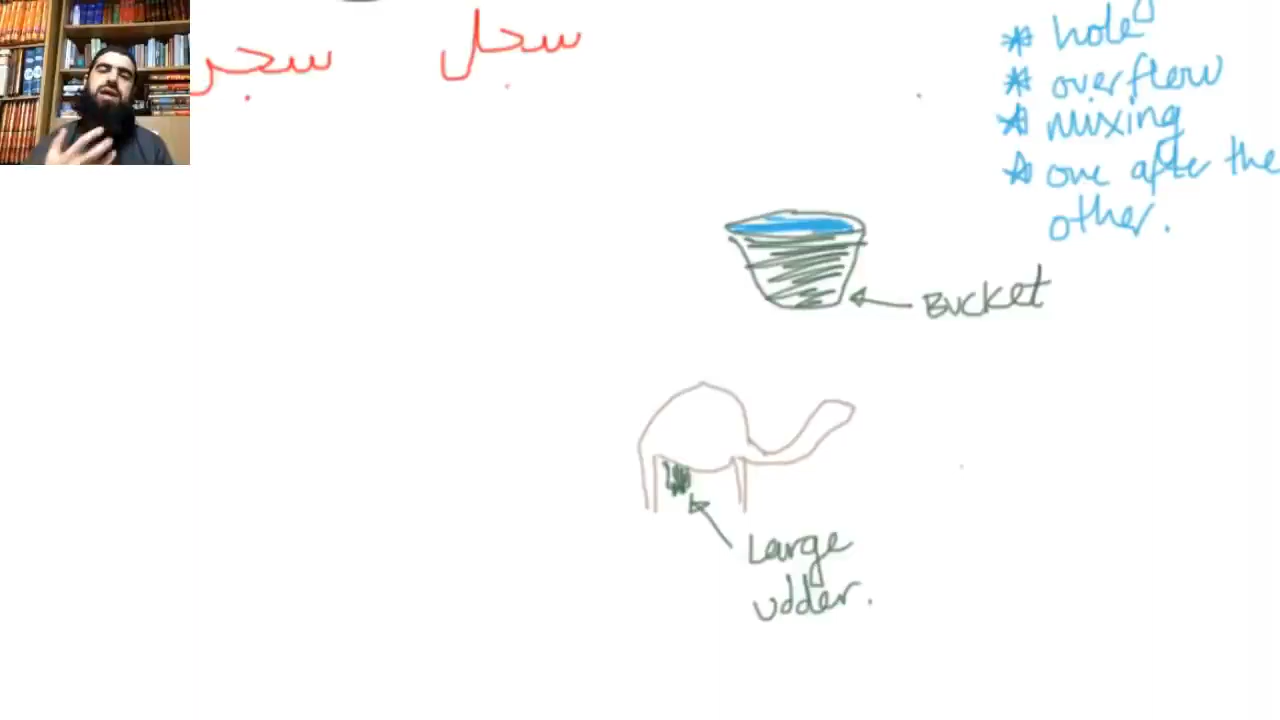 سجل
سجر
* hole
* overflow
* mixing
* one after the
other.
Bucket
Large
udder.